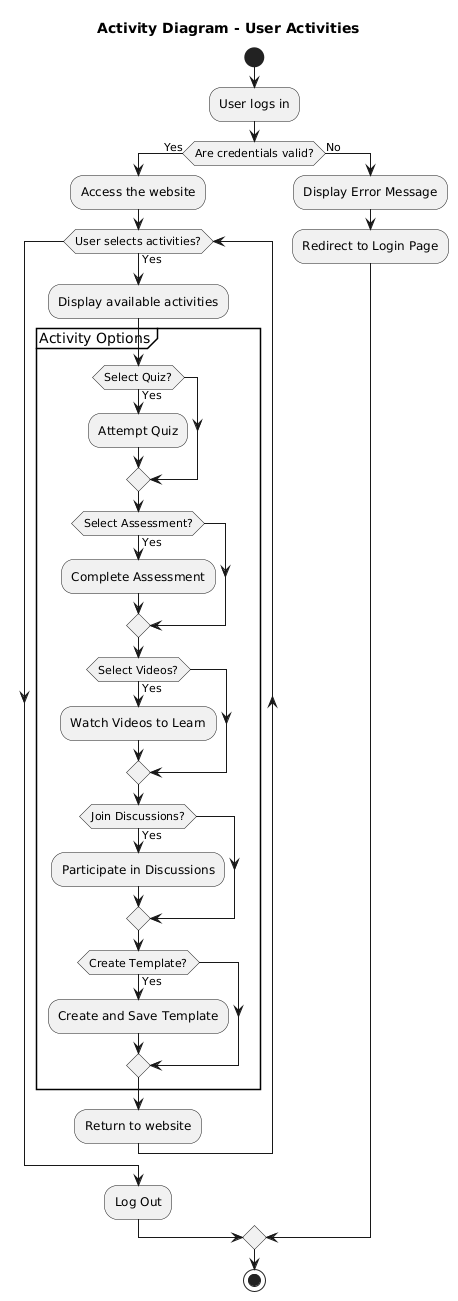 Activity Diagram - User Activities
User logs in
Are credentials valid?
Yes
No
Access the website
Display Error Message
User selects activities?
Redirect to Login Page
Yes
Display available activities
Activity Options
Select Quiz?
Yes
Attempt Quiz
Select Assessment?
Yes
Complete Assessment
Select Videos?
Yes
Watch Videos to Learn
Join Discussions?
Yes
Participate in Discussions
Create Template?
Yes
Create and Save Template
Return to website
Log Out